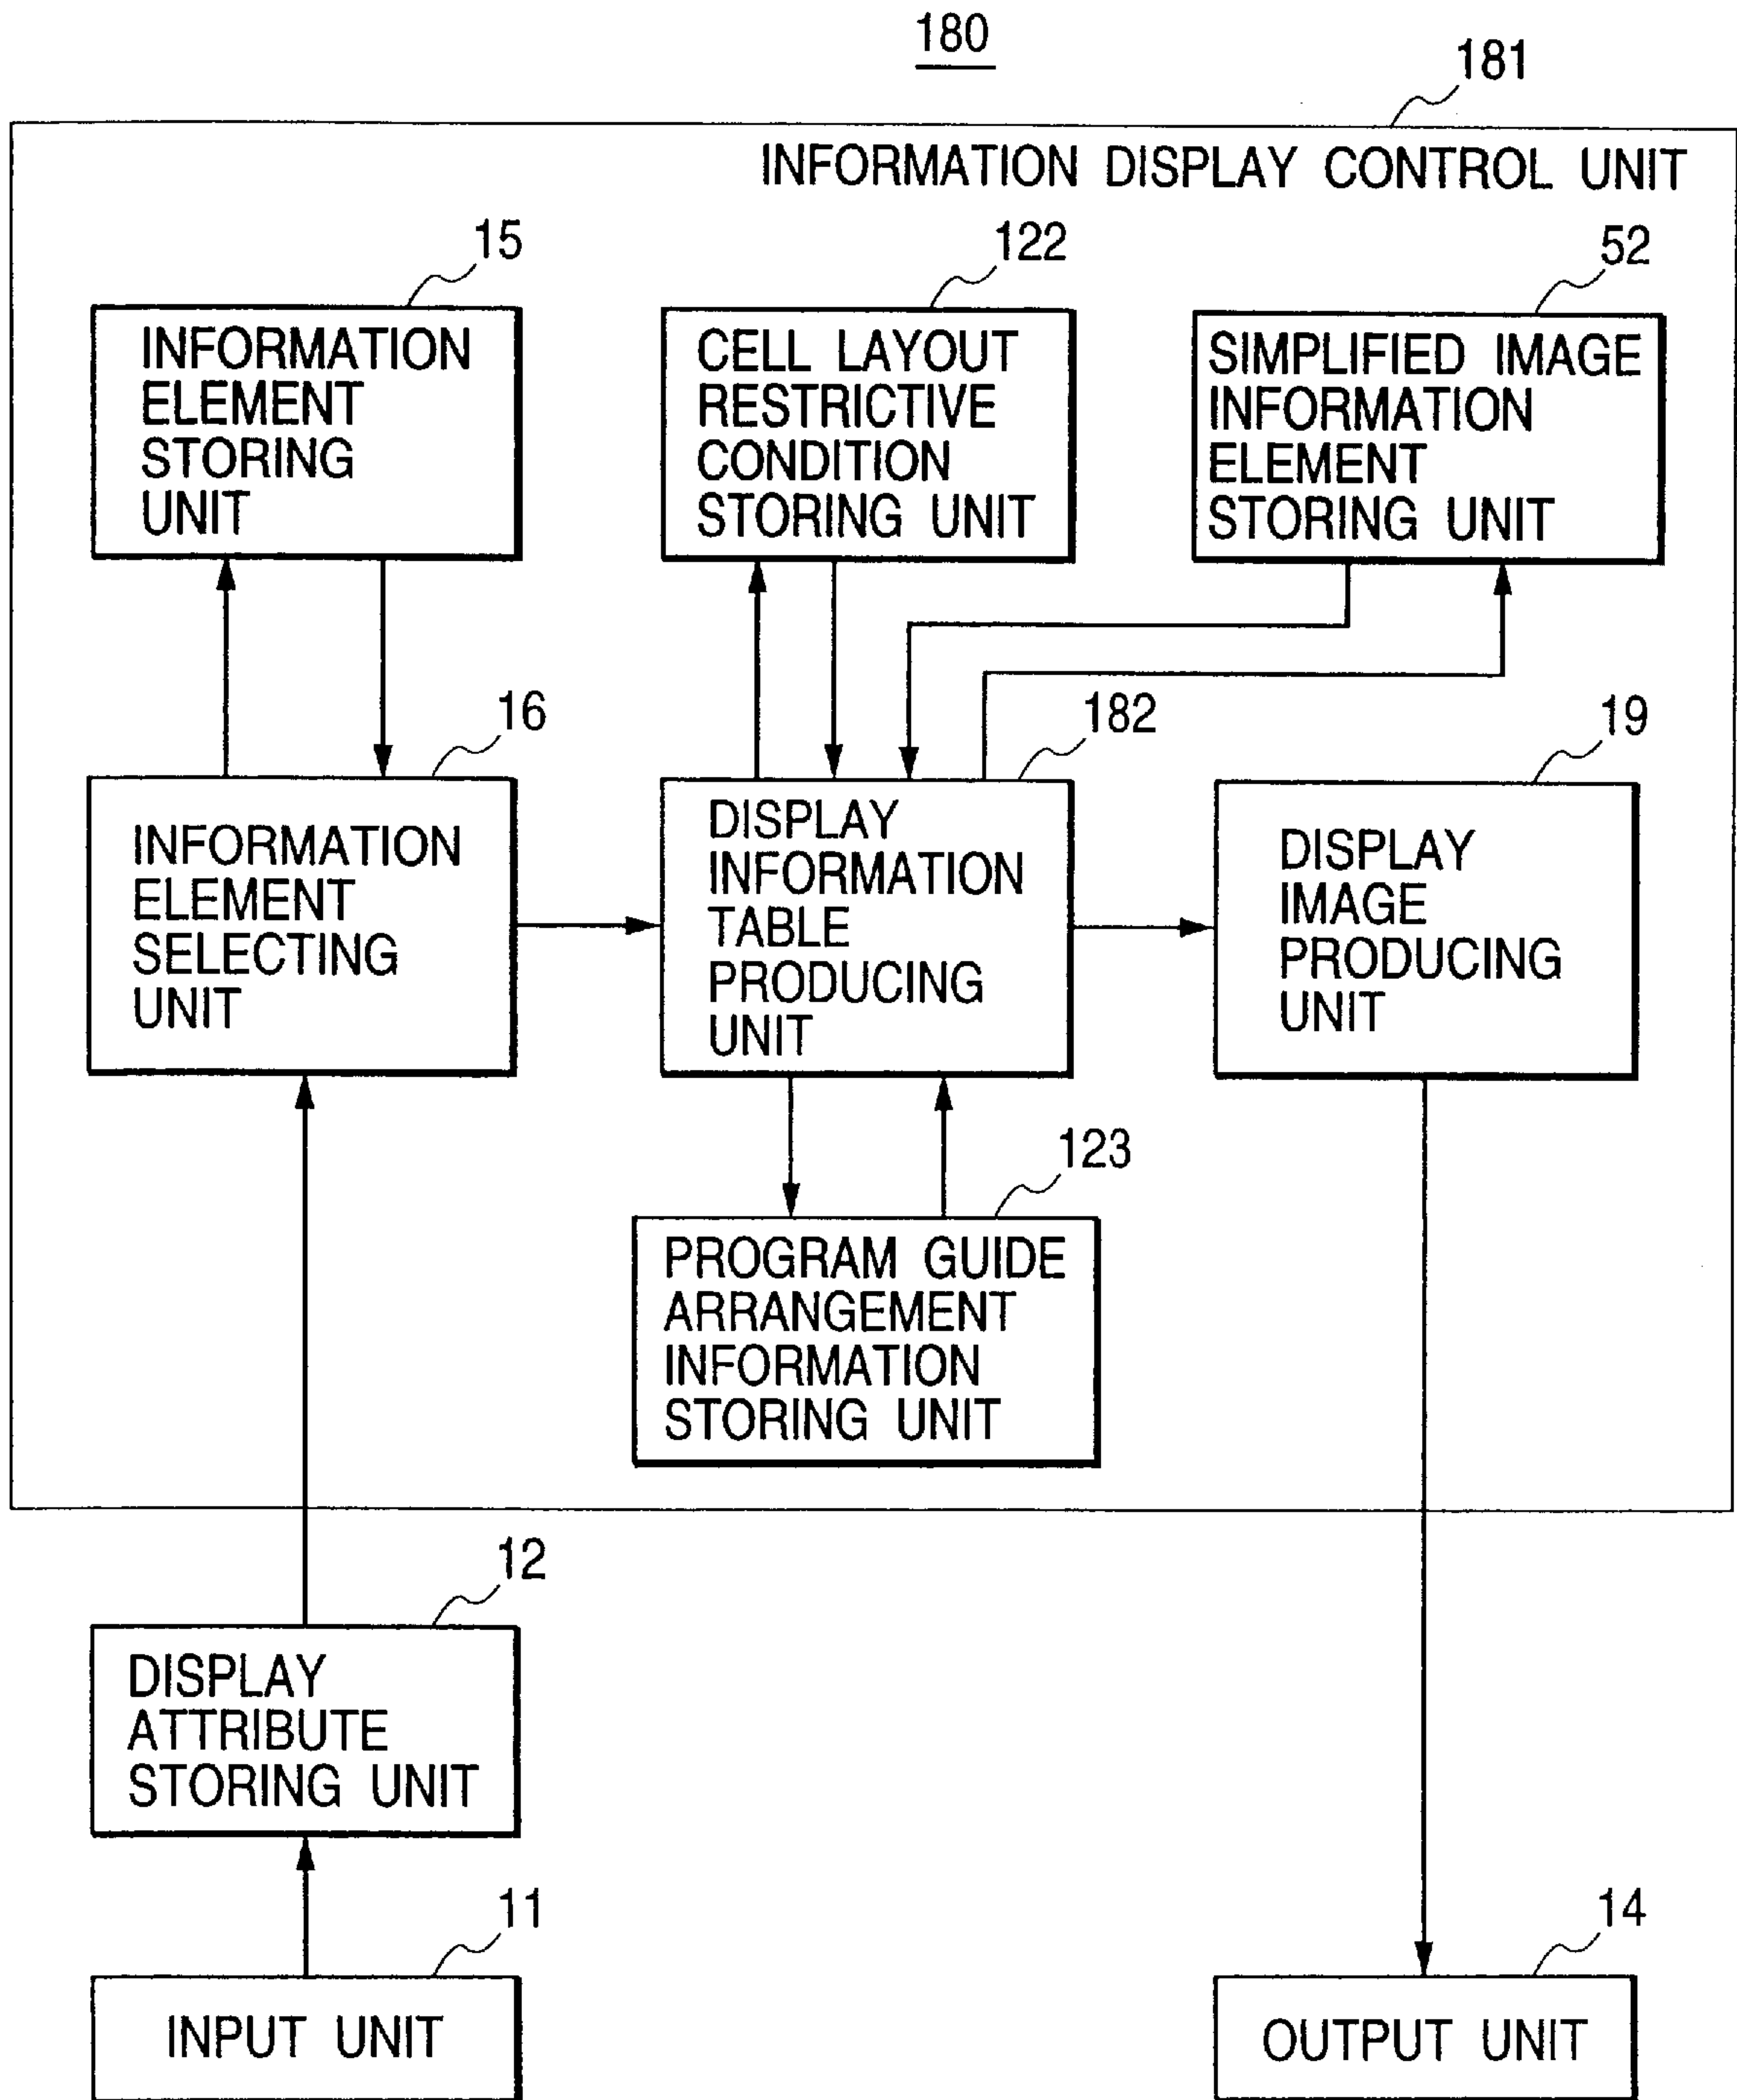 180
181
INFORMATION DISPLAY CONTROL UNIT
15
INFORMATION
ELEMENT
STORING
UNIT
122
CELL LAYOUT
RESTRICTIVE
CONDITION
STORING UNIT
52
SIMPLIFIED IMAGE
INFORMATION
ELEMENT
STORING UNIT
16
INFORMATION
ELEMENT
SELECTING
UNIT
182
DISPLAY
INFORMATION
TABLE
PRODUCING
UNIT
19
DISPLAY
IMAGE
PRODUCING
UNIT
123
PROGRAM GUIDE
ARRANGEMENT
INFORMATION
STORING UNIT
12
DISPLAY
ATTRIBUTE
STORING UNIT
11
INPUT UNIT
14
OUTPUT UNIT